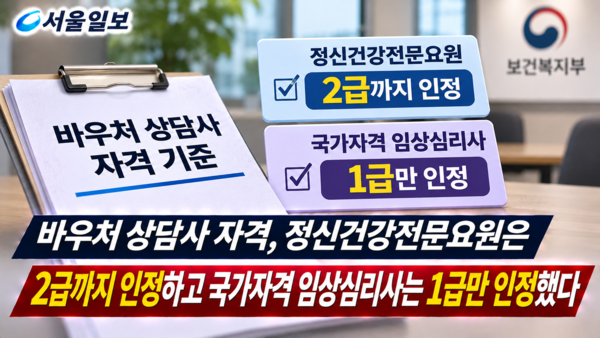 서울일보
바우처 상담사
자격 기준
정신건강전문요원
2급까지 인정
국가자격 임상심리사
1급만 인정
보건복지부
바우처 상담사 자격, 정신건강전문요원은
2급까지 인정하고 국가자격 임상심리사는 1급만 인정했다